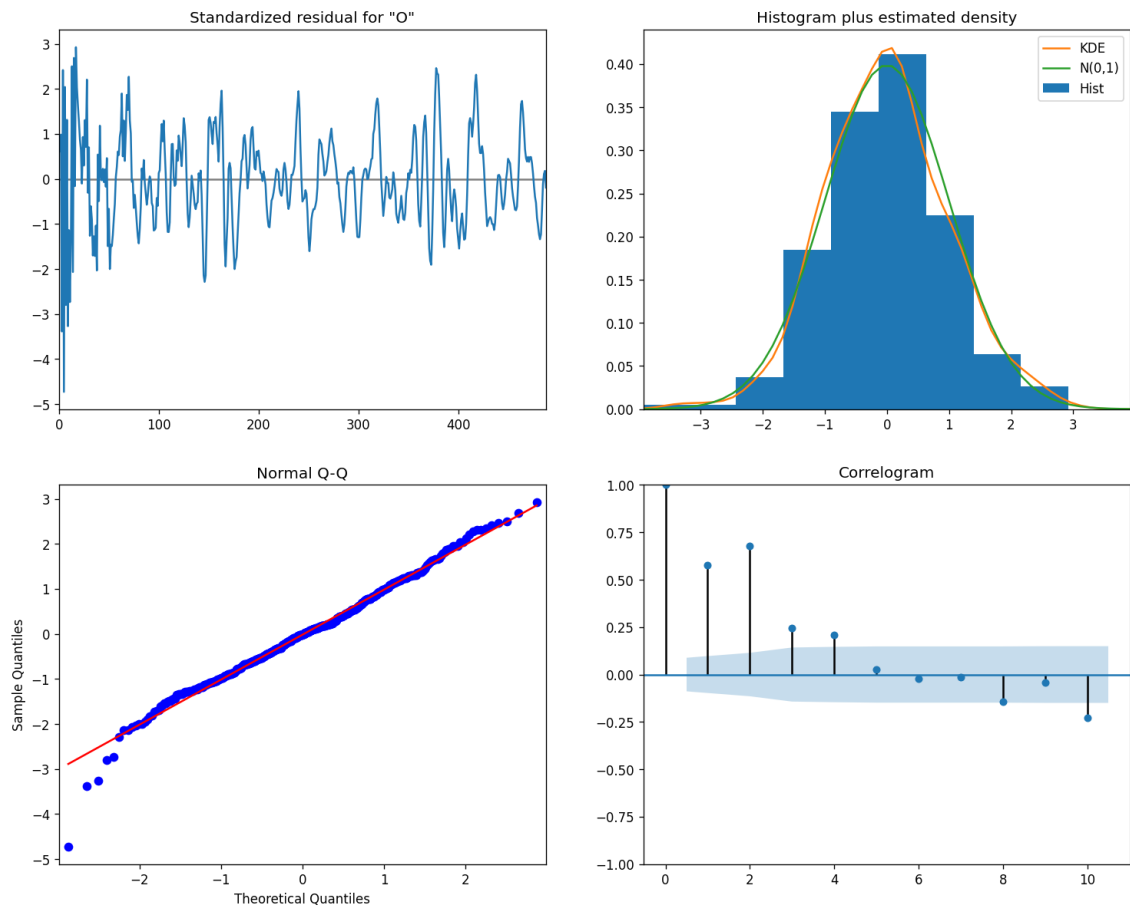 Standardized residual for "O"
3
2
1
0
−1
−2
−3
−4
−5
0 100 200 300 400
Histogram plus estimated density
KDE
N(0,1)
Hist
0.40
0.35
0.30
0.25
0.20
0.15
0.10
0.05
0.00
−3 −2 −1 0 1 2 3
Normal Q-Q
Sample Quantiles
3
2
1
0
−1
−2
−3
−4
−5
−2 −1 0 1 2
Theoretical Quantiles
Correlogram
1.00
0.75
0.50
0.25
0.00
−0.25
−0.50
−0.75
−1.00
0 2 4 6 8 10